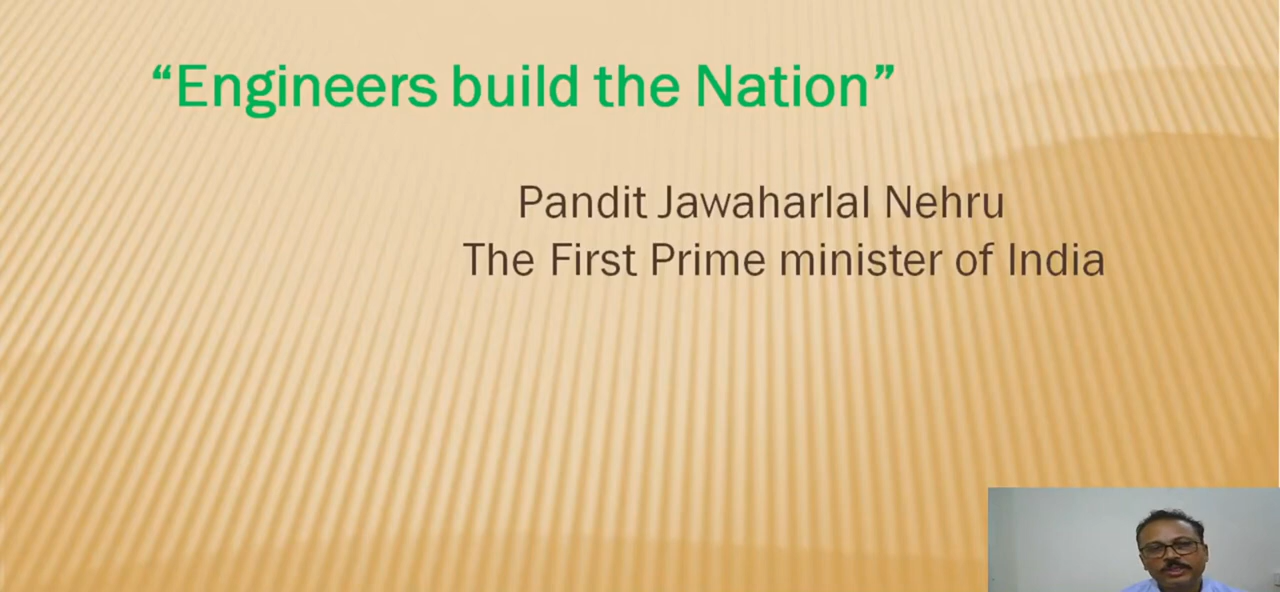 “Engineers build the Nation”
Pandit Jawaharlal Nehru
The First Prime minister of India